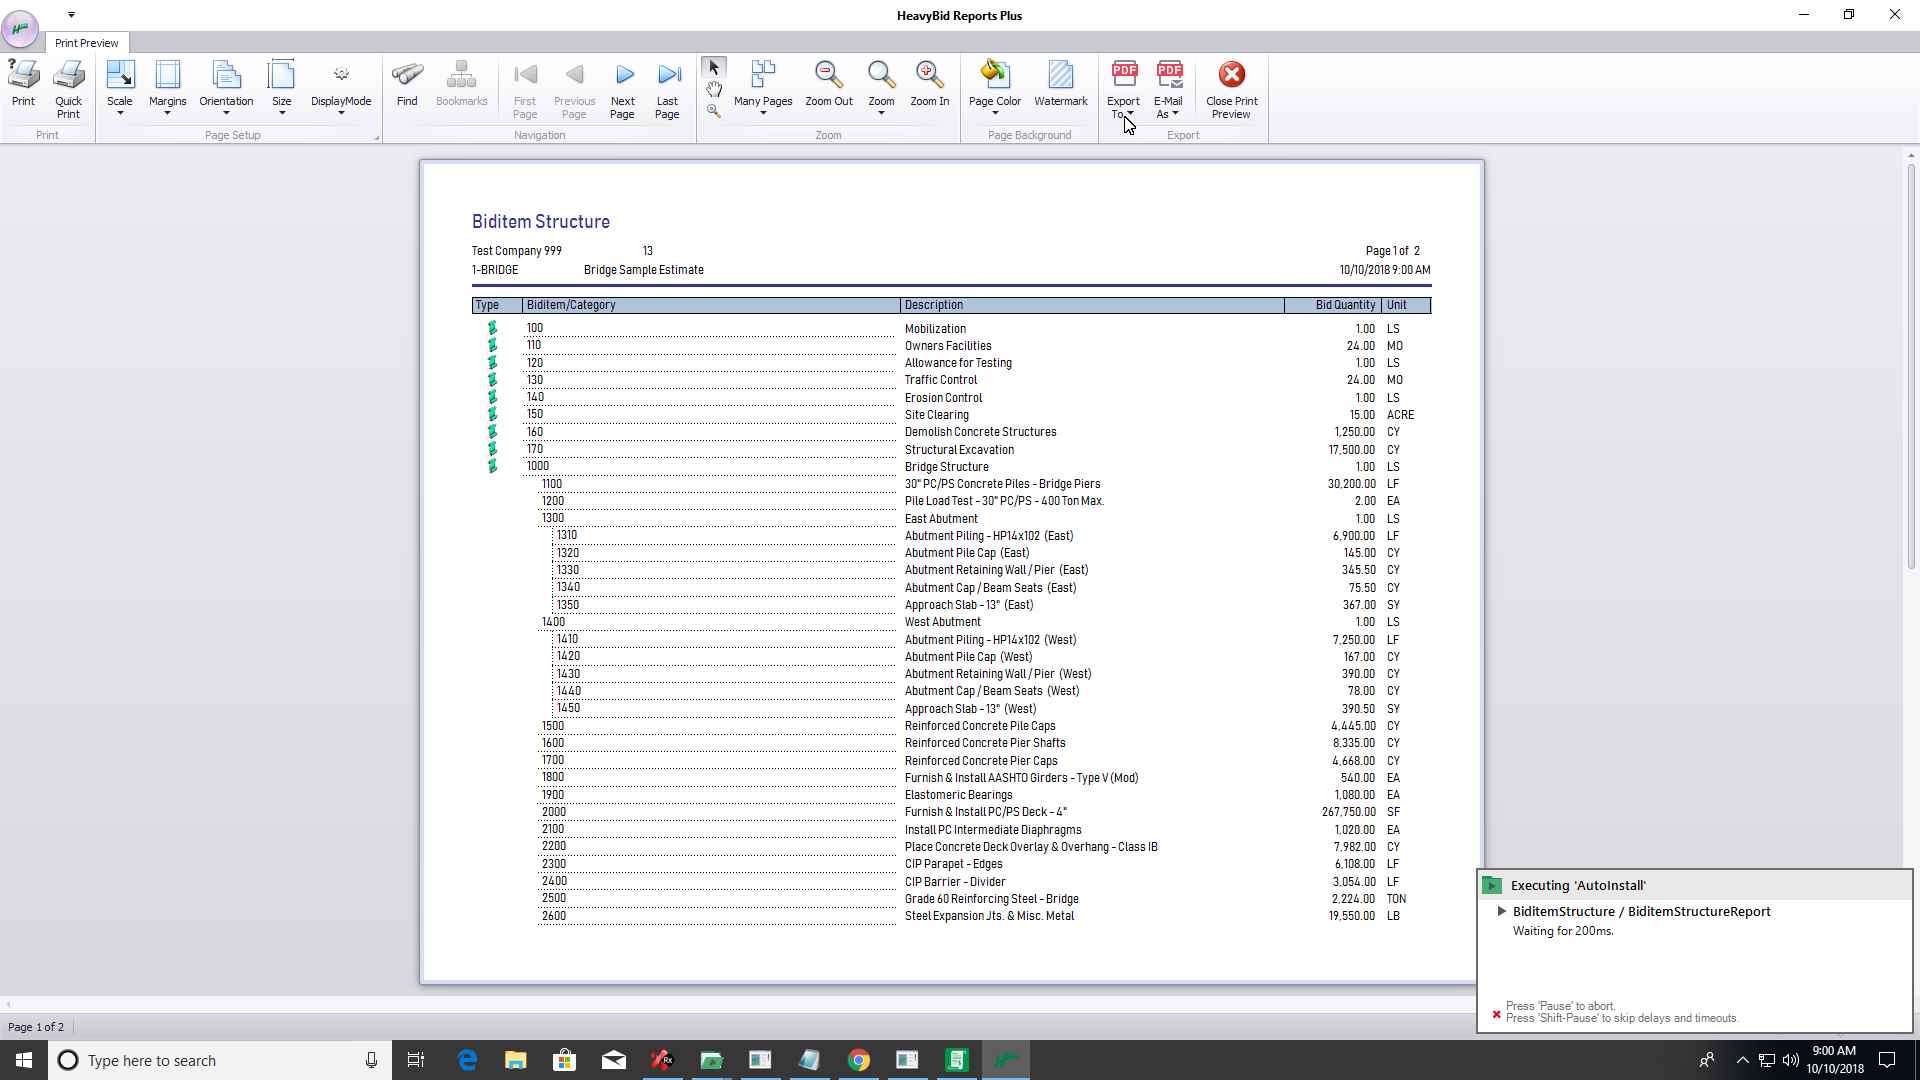 HeavyBid Reports Plus
Print Preview
Print
Quick Print
Scale
Margins
Orientation
Size
DisplayMode
Find
Bookmarks
First Page
Previous Page
Next Page
Last Page
Many Pages
Zoom Out
Zoom
Zoom In
Page Color
Watermark
PDF
Export To
PDF
E-Mail As
Close Print Preview
Print
Page Setup
Navigation
Zoom
Page Background
Export
Biditem Structure
Test Company 999 13 Page 1 of 2
1-BRIDGE Bridge Sample Estimate 10/10/2018 9:00 AM
Type Biditem/Category Description Bid Quantity Unit
100 Mobilization 1.00 LS
110 Owners Facilities 24.00 MO
120 Allowance for Testing 1.00 LS
130 Traffic Control 24.00 MO
140 Erosion Control 1.00 LS
150 Site Clearing 15.00 ACRE
160 Demolish Concrete Structures 1,250.00 CY
170 Structural Excavation 17,500.00 CY
1000 Bridge Structure 1.00 LS
1100 30" PC/PS Concrete Piles - Bridge Piers 30,200.00 LF
1200 Pile Load Test - 30" PC/PS - 400 Ton Max. 2.00 EA
1300 East Abutment 1.00 LS
1310 Abutment Piling - HP14x102 (East) 6,900.00 LF
1320 Abutment Pile Cap (East) 145.00 CY
1330 Abutment Retaining Wall / Pier (East) 345.50 CY
1340 Abutment Cap / Beam Seats (East) 75.50 CY
1350 Approach Slab - 13" (East) 367.00 SY
1400 West Abutment 1.00 LS
1410 Abutment Piling - HP14x102 (West) 7,250.00 LF
1420 Abutment Pile Cap (West) 167.00 CY
1430 Abutment Retaining Wall / Pier (West) 390.00 CY
1440 Abutment Cap / Beam Seats (West) 78.00 CY
1450 Approach Slab - 13" (West) 390.50 SY
1500 Reinforced Concrete Pile Caps 4,445.00 CY
1600 Reinforced Concrete Pier Shafts 8,335.00 CY
1700 Reinforced Concrete Pier Caps 4,668.00 CY
1800 Furnish & Install AASHTO Girders - Type V (Mod) 540.00 EA
1900 Elastomeric Bearings 1,080.00 EA
2000 Furnish & Install PC/PS Deck - 4" 267,750.00 SF
2100 Install PC Intermediate Diaphragms 1,020.00 EA
2200 Place Concrete Deck Overlay & Overhang - Class IB 7,982.00 CY
2300 CIP Parapet - Edges 6,108.00 LF
2400 CIP Barrier - Divider 3,054.00 LF
2500 Grade 60 Reinforcing Steel - Bridge 2,224.00 TON
2600 Steel Expansion Jts. & Misc. Metal 19,550.00 LB
Executing 'AutoInstall'
BiditemStructure / BiditemStructureReport
Waiting for 200ms.
Press 'Pause' to abort.
Press 'Shift-Pause' to skip delays and timeouts.
Page 1 of 2
Type here to search
Rx
9:00 AM
10/10/2018